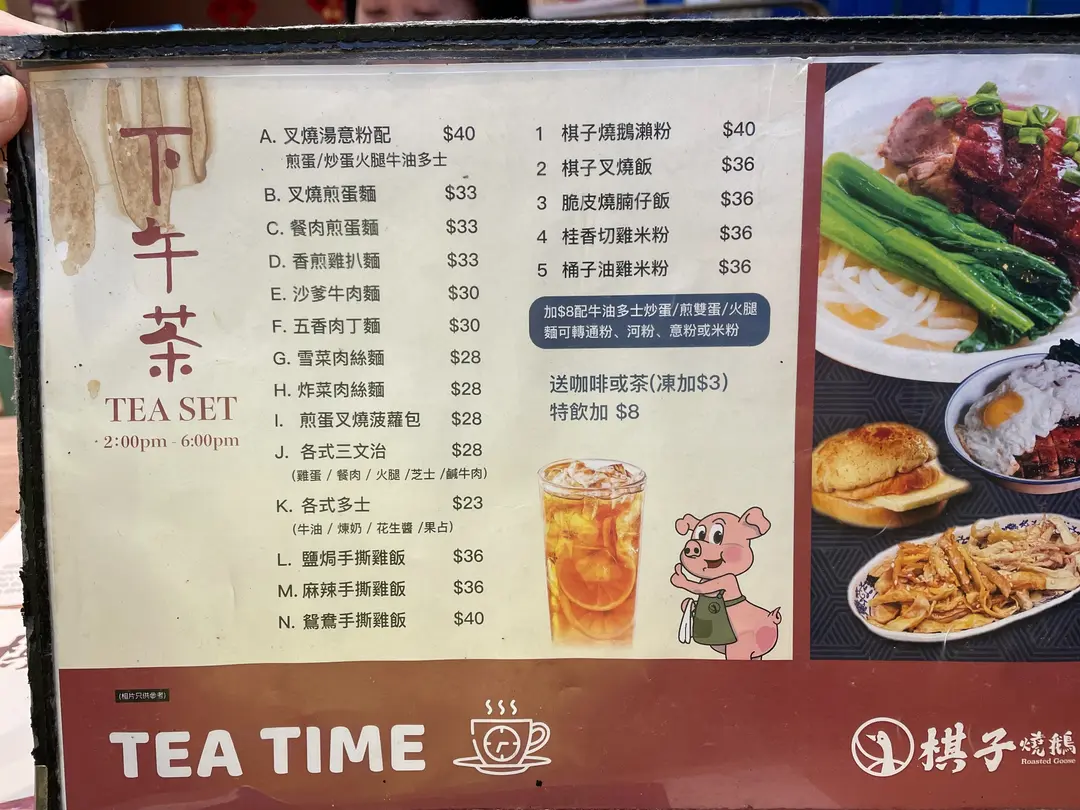 下午茶
TEA SET
2:00pm - 6:00pm
A. 叉燒湯意粉配 $40
煎蛋/炒蛋火腿牛油多士
B. 叉燒煎蛋麵 $33
C. 餐肉煎蛋麵 $33
D. 香煎雞扒麵 $33
E. 沙爹牛肉麵 $30
F. 五香肉丁麵 $30
G. 雪菜肉絲麵 $28
H. 炸菜肉絲麵 $28
I. 煎蛋叉燒菠蘿包 $28
J. 各式三文治 $28
(雞蛋 / 餐肉 / 火腿 /芝士 /鹹牛肉)
K. 各式多士 $23
(牛油 / 煉奶 / 花生醬 /果占)
L. 鹽焗手撕雞飯 $36
M. 麻辣手撕雞飯 $36
N. 鴛鴦手撕雞飯 $40
1 棋子燒鵝瀨粉 $40
2 棋子叉燒飯 $36
3 脆皮燒腩仔飯 $36
4 桂香切雞米粉 $36
5 桶子油雞米粉 $36
加$8配牛油多士炒蛋/煎雙蛋/火腿
麵可轉通粉、河粉、意粉或米粉
送咖啡或茶(凍加$3)
特飲加 $8
(相片只供參考)
TEA TIME
棋子燒鵝
Roasted Goose